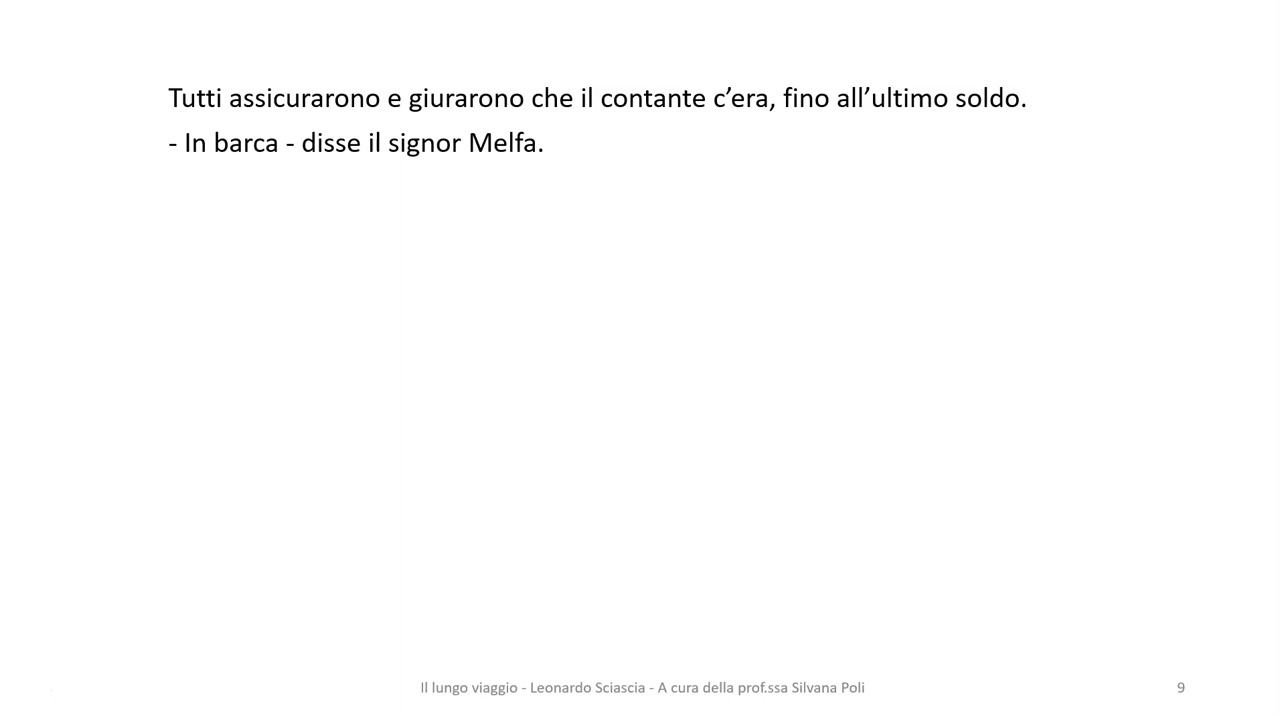 Tutti assicurarono e giurarono che il contante c’era, fino all’ultimo soldo.
- In barca - disse il signor Melfa.
Il lungo viaggio - Leonardo Sciascia - A cura della prof.ssa Silvana Poli
9